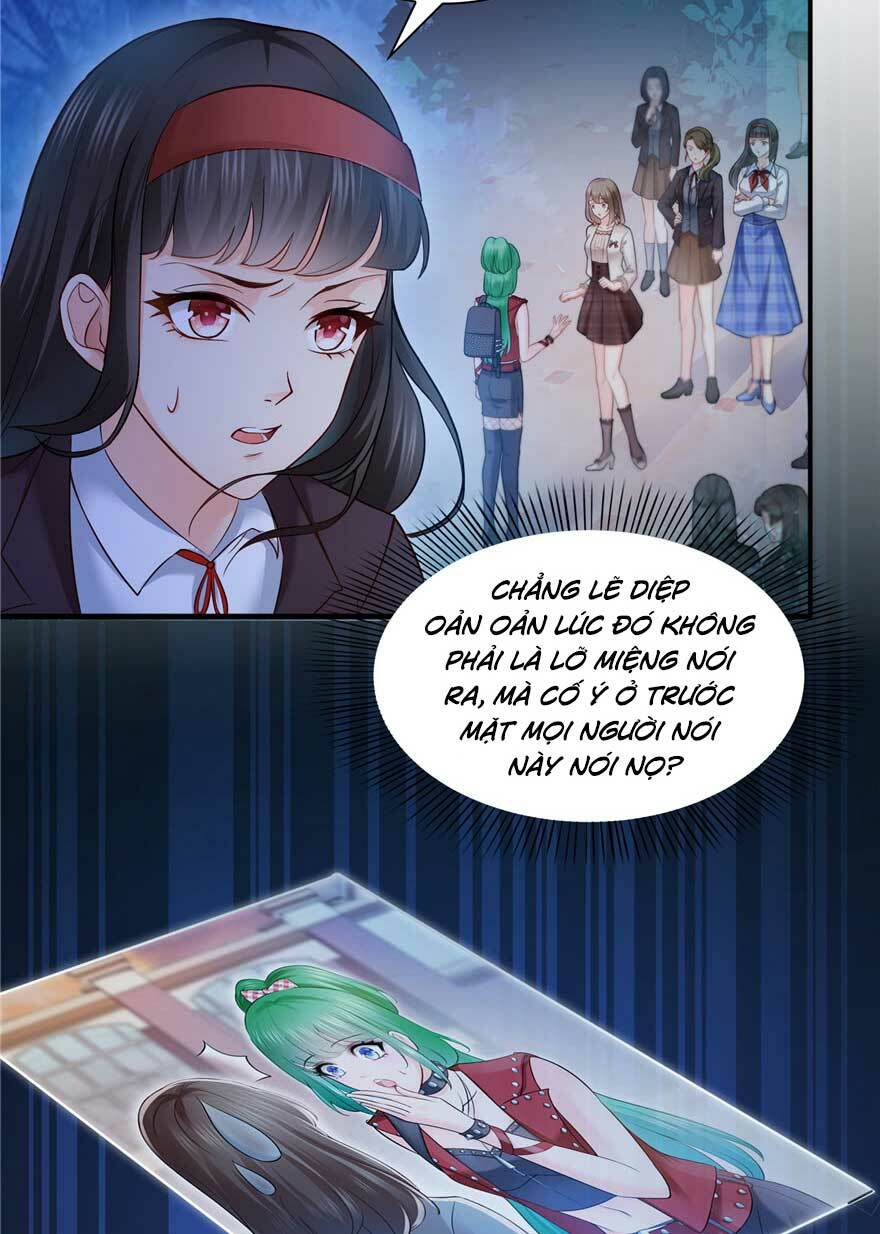 CHẲNG LẼ DIỆP
OẢN OẢN LÚC ĐÓ KHÔNG
PHẢI LÀ LỠ MIỆNG NÓI
RA, MÀ CỐ Ý Ở TRƯỚC
MẶT MỌI NGƯỜI NÓI
NÀY NÓI NỌ?